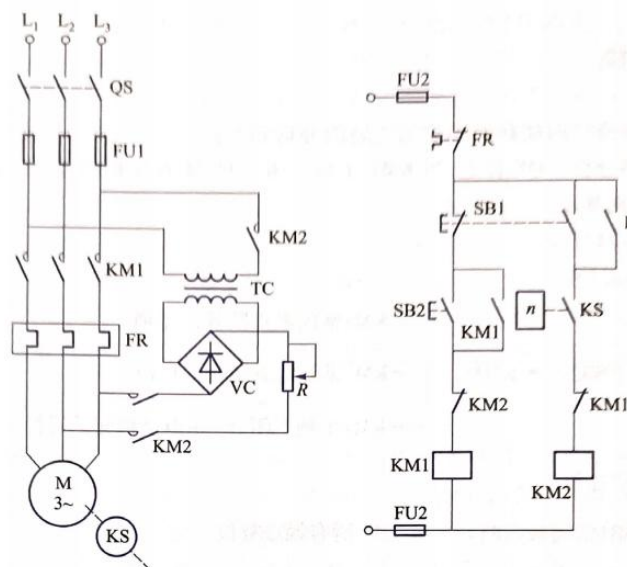 L1 L2 L3
QS
FU1
KM2
KM1
TC
FR
VC
R
KM2
M
3~
KS
FU2
FR
SB1
SB2
KM1
n
KS
KM2
KM1
KM1
KM2
FU2